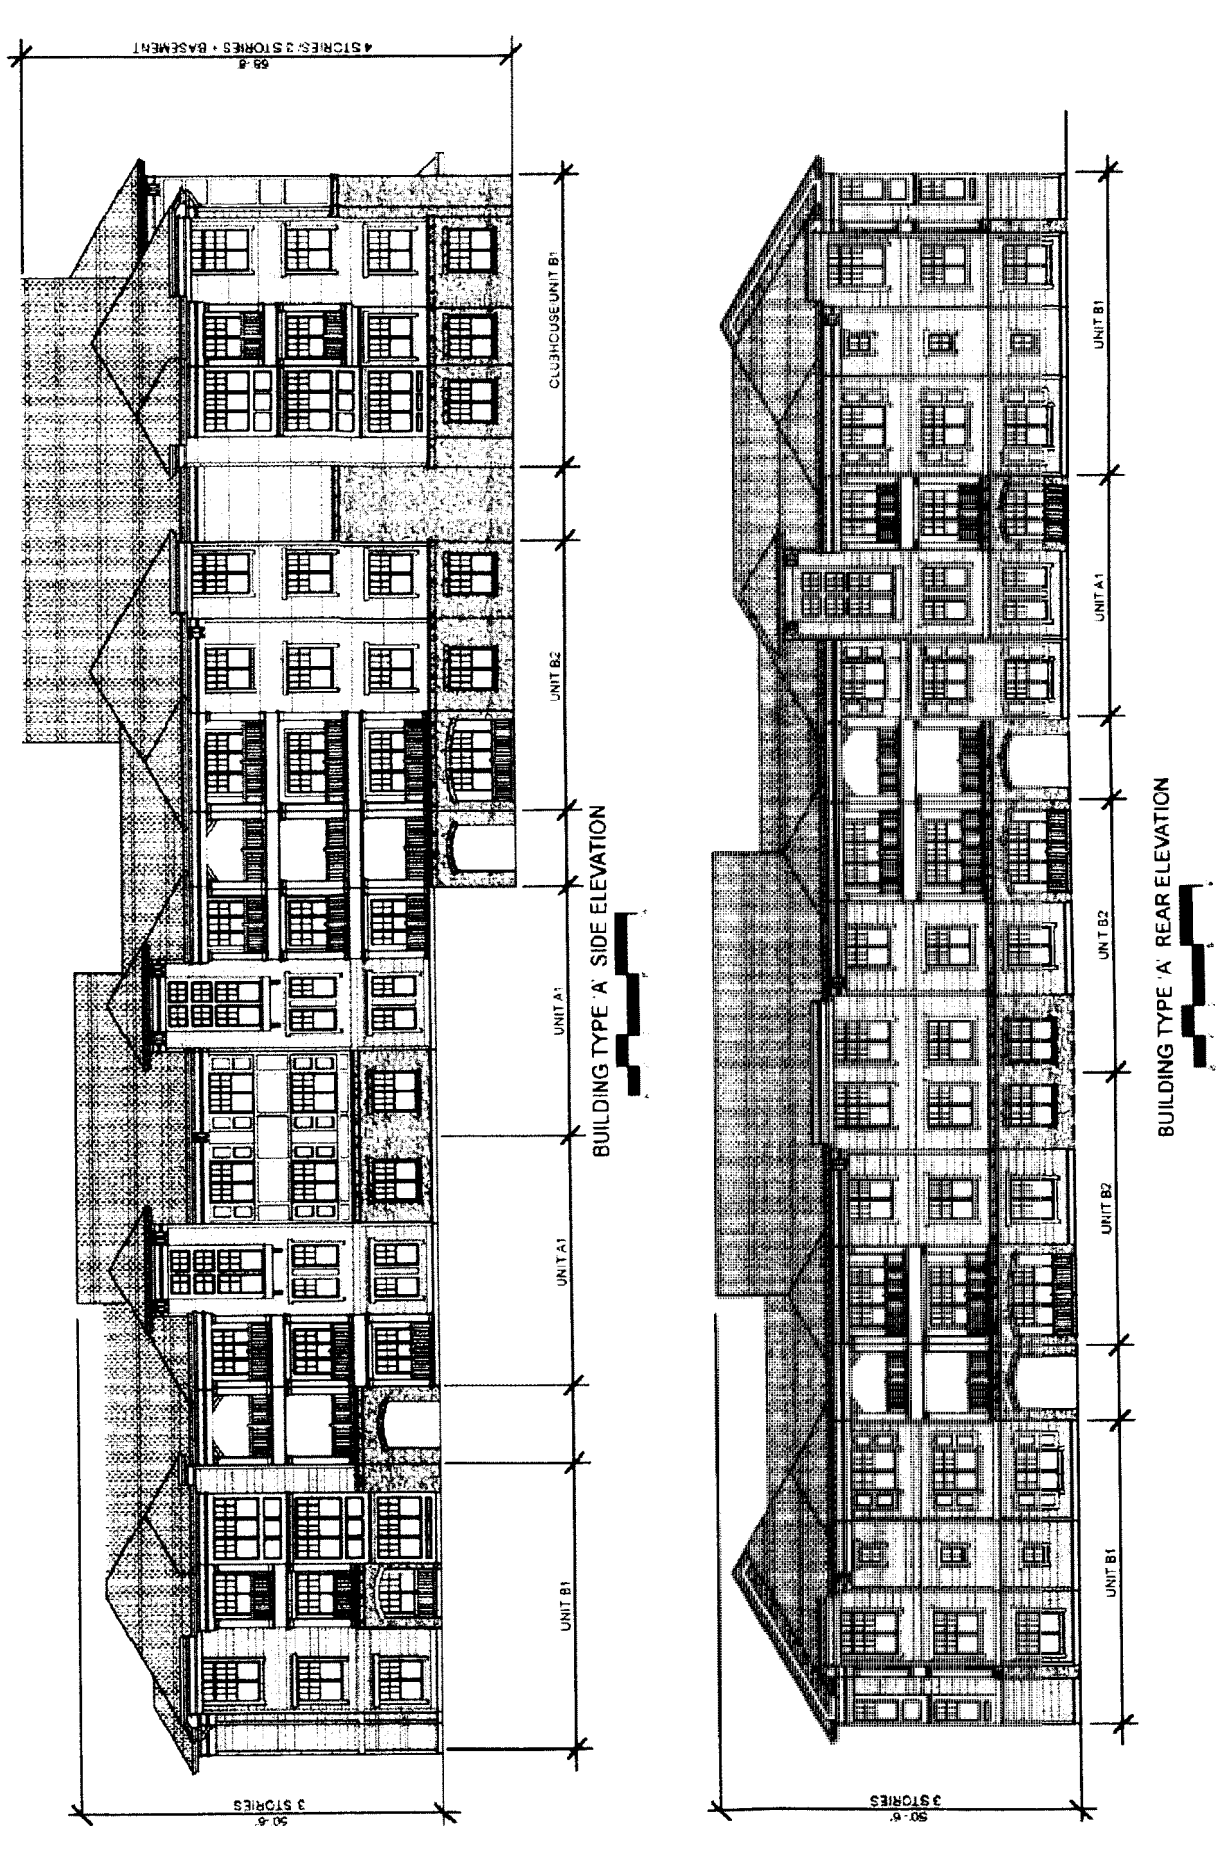 4 STORIES/ 3 STORIES + BASEMENT
CLUBHOUSE UNIT B1
UNIT B2
UNIT A1
UNIT A1
UNIT B1
3 STORIES
50'-6"
BUILDING TYPE 'A' SIDE ELEVATION
UNIT B1
UNIT A1
UNIT B2
UNIT B2
UNIT B1
3 STORIES
50'-6"
BUILDING TYPE 'A' REAR ELEVATION